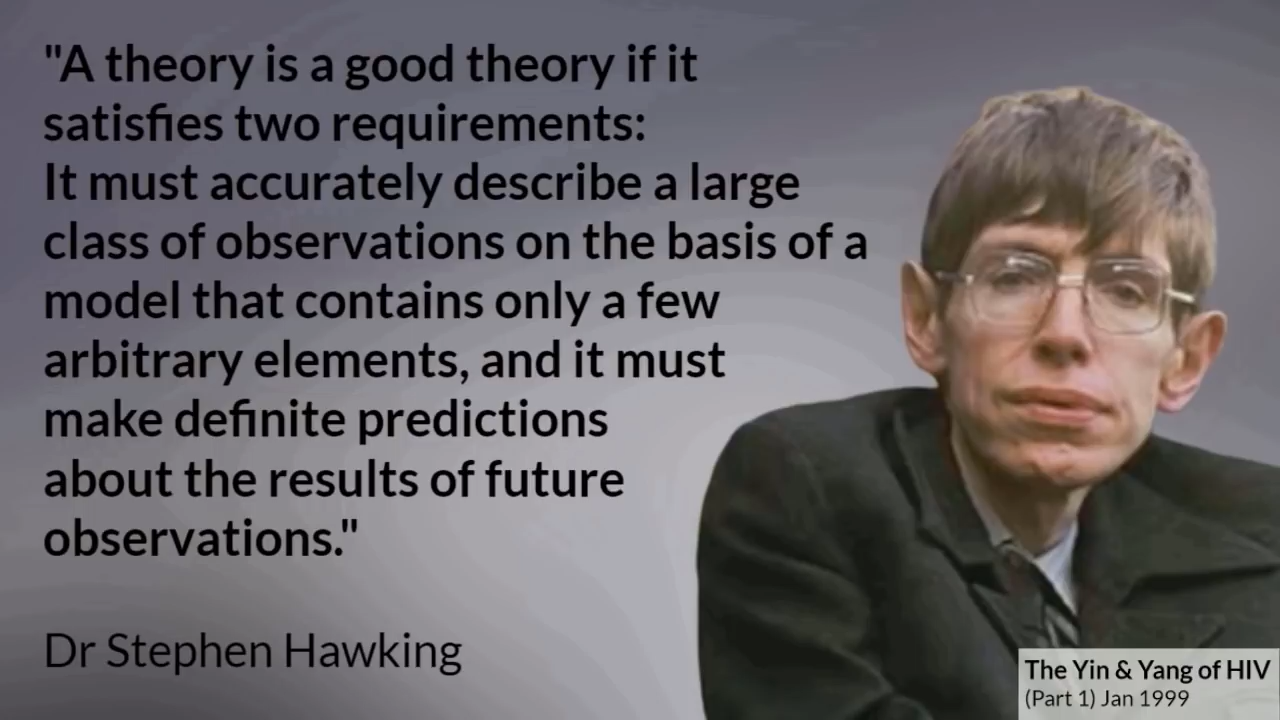 "A theory is a good theory if it
satisfies two requirements:
It must accurately describe a large
class of observations on the basis of a
model that contains only a few
arbitrary elements, and it must
make definite predictions
about the results of future
observations."
Dr Stephen Hawking
The Yin & Yang of HIV
(Part 1) Jan 1999